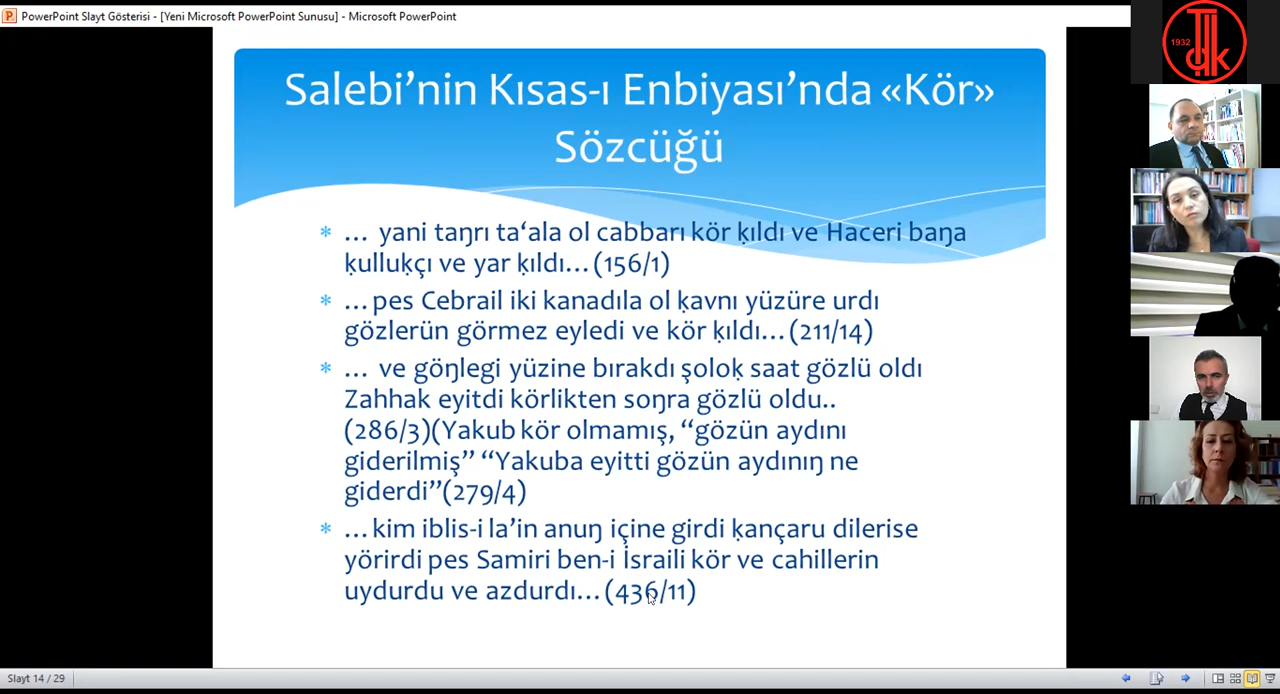 PowerPoint Slayt Gösterisi - [Yeni Microsoft PowerPoint Sunusu] - Microsoft PowerPoint
Salebi’nin Kısas-ı Enbiyası’nda «Kör»
Sözcüğü
… yani taŋrı ta‘ala ol cabbarı kör ḳıldı ve Haceri baŋa
ḳulluḳçı ve yar ḳıldı…(156/1)
…pes Cebrail iki kanadıla ol ḳavnı yüzüre urdı
gözlerün görmez eyledi ve kör ḳıldı…(211/14)
… ve göŋlegi yüzine bıraḳdı şoloḳ saat gözlü oldı
Zahhak eyitdi körlikten soŋra gözlü oldu..
(286/3)(Yakub kör olmamış, “gözün aydını
giderilmiş” “Yakuba eyitti gözün aydınıŋ ne
giderdi”(279/4)
…kim iblis-i la’in anuŋ içine girdi ḳançaru dilerise
yörirdi pes Samiri ben-i İsraili kör ve cahillerin
uydurdu ve azdurdı…(436/11)
Slayt 14 / 29
1932